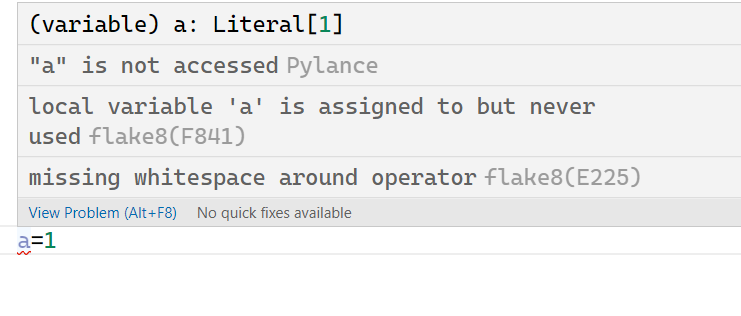 (variable) a: Literal[1]
"a" is not accessed Pylance
local variable 'a' is assigned to but never
used flake8(F841)
missing whitespace around operator flake8(E225)
View Problem (Alt+F8) No quick fixes available
a=1